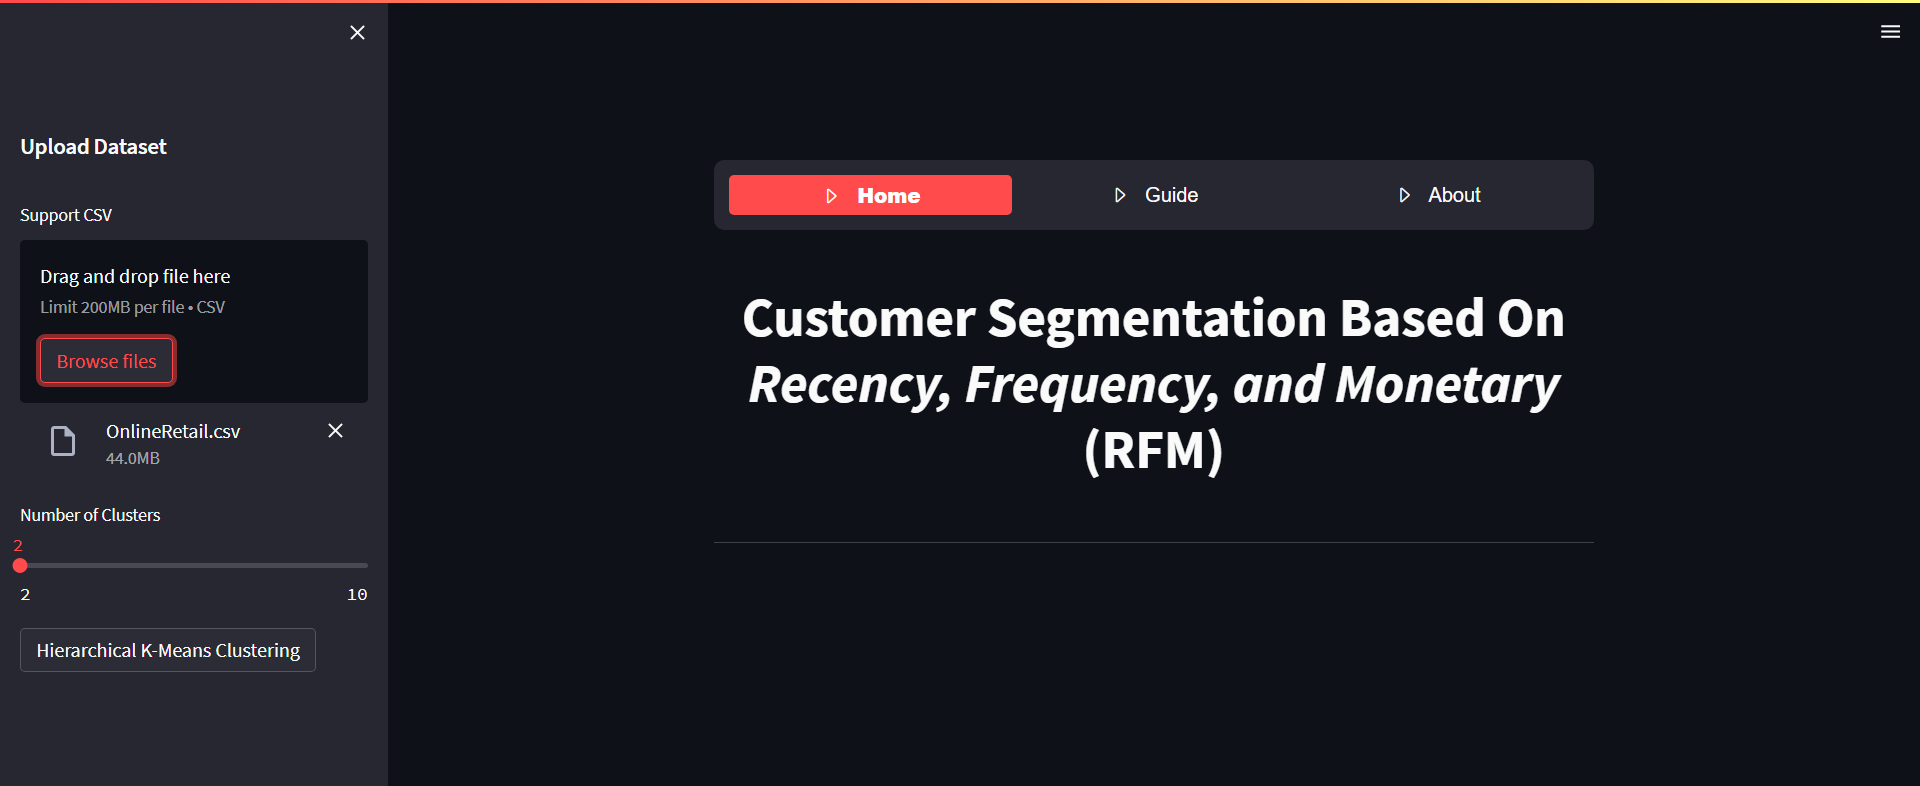 Upload Dataset
Support CSV
Drag and drop file here
Limit 200MB per file • CSV
Browse files
OnlineRetail.csv
44.0MB
Number of Clusters
2
2 10
Hierarchical K-Means Clustering
Home Guide About
Customer Segmentation Based On
Recency, Frequency, and Monetary
(RFM)